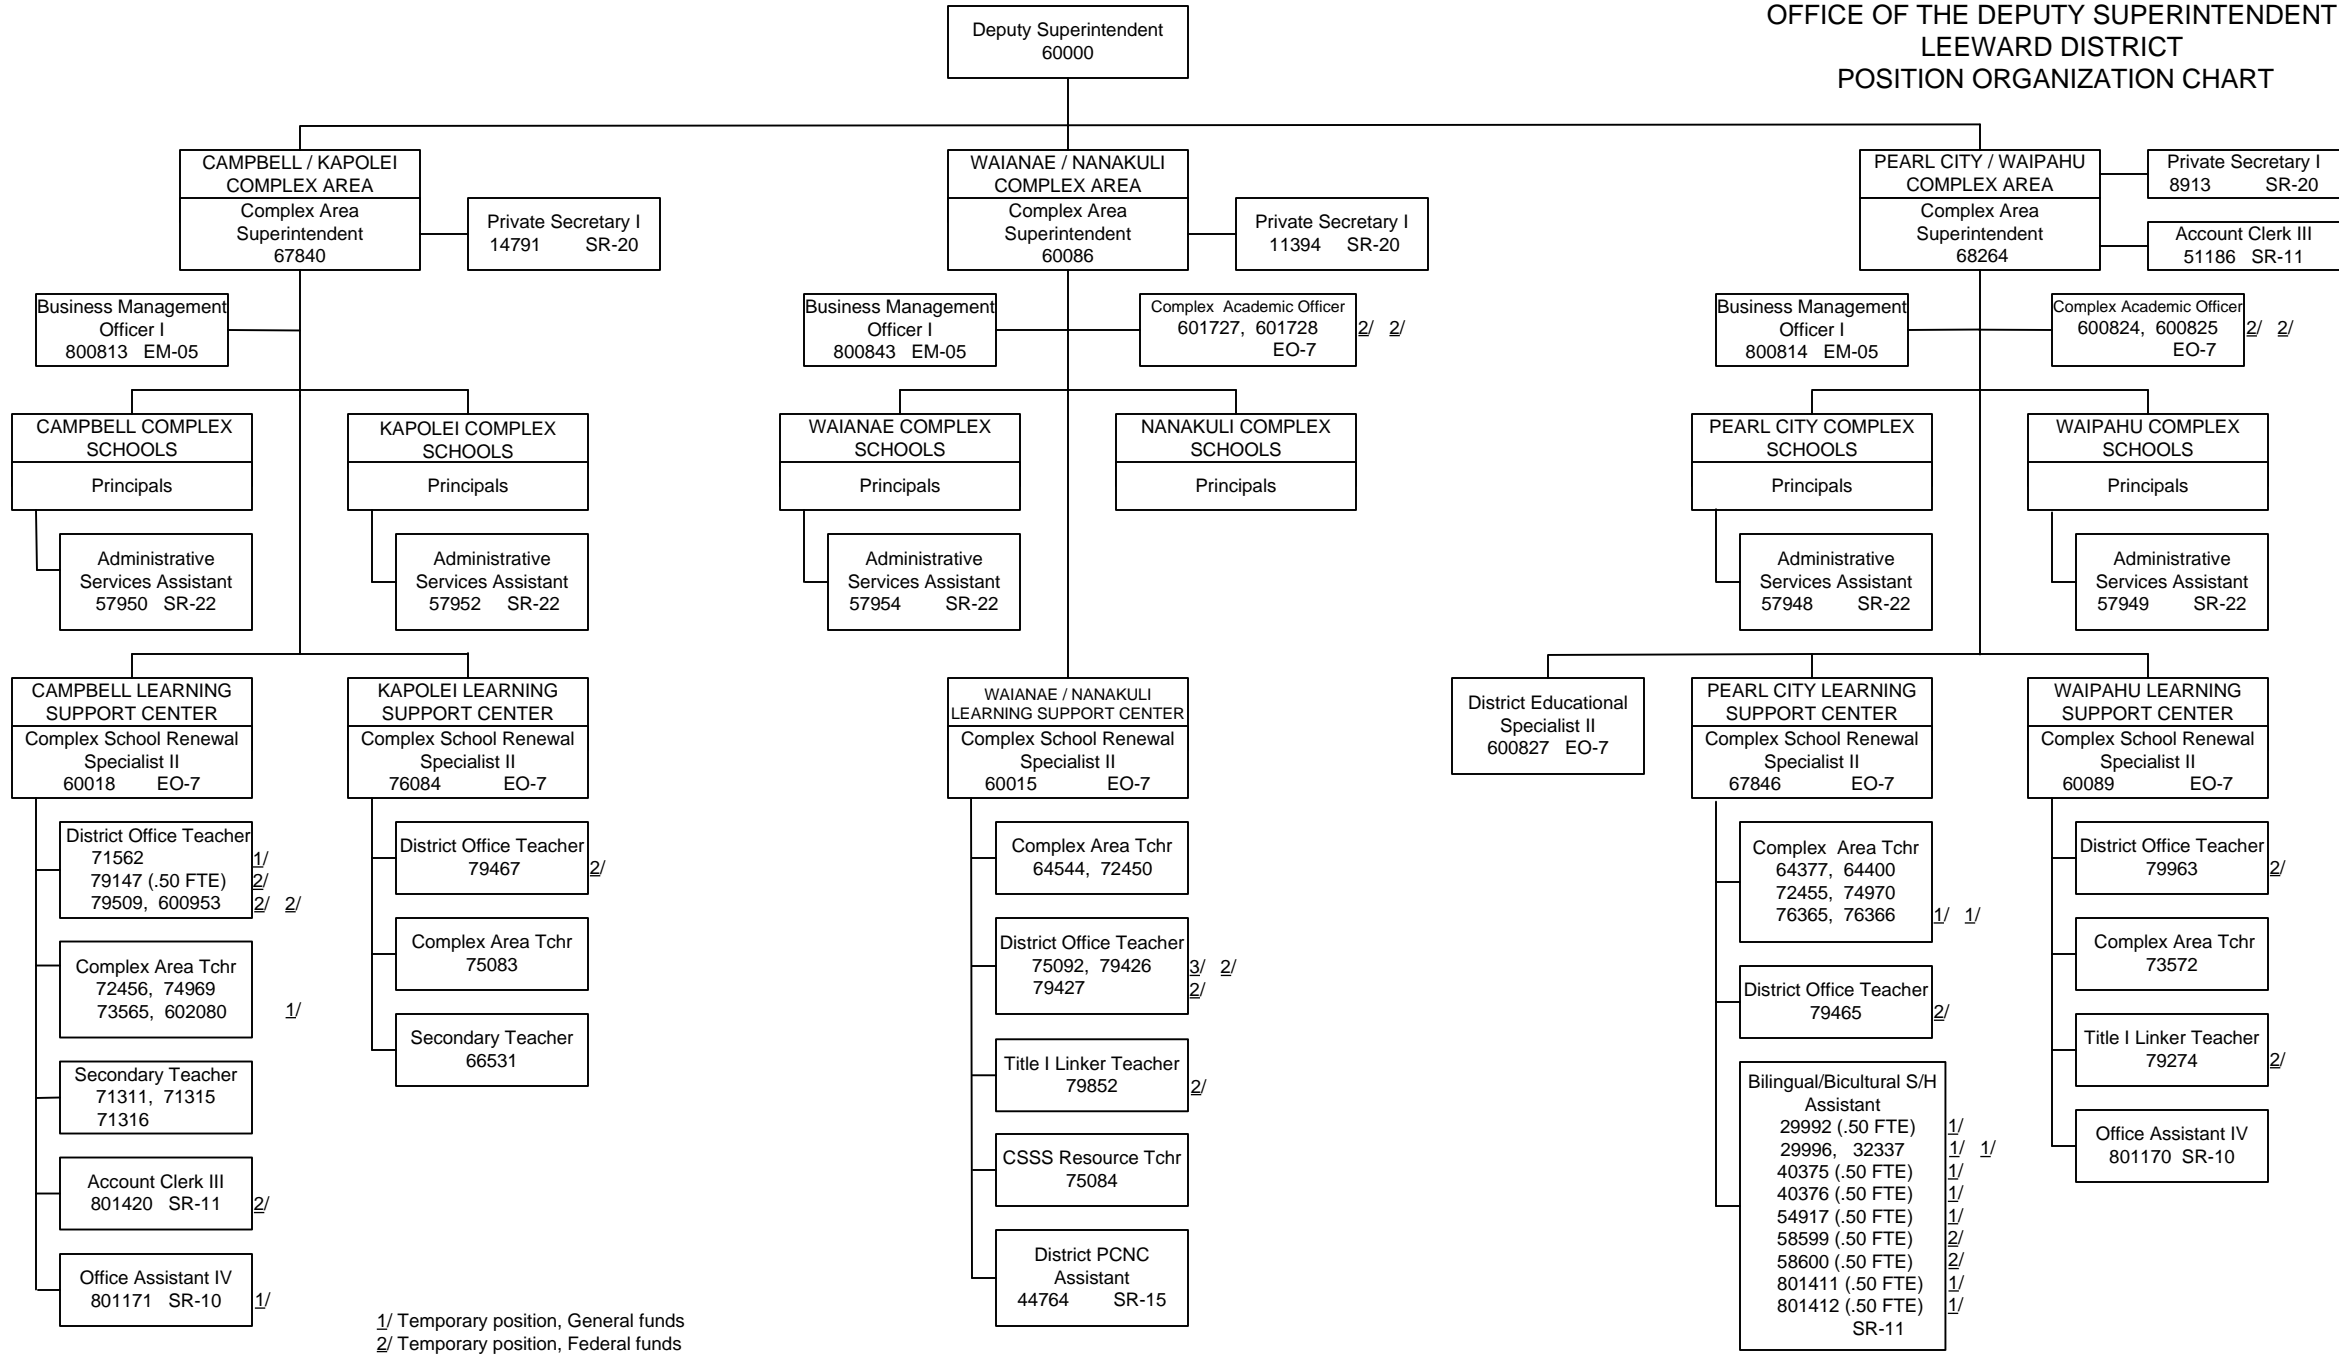 OFFICE OF THE DEPUTY SUPERINTENDENT
LEEWARD DISTRICT
POSITION ORGANIZATION CHART
Deputy Superintendent
60000
CAMPBELL / KAPOLEI
COMPLEX AREA
Complex Area
Superintendent
67840
Private Secretary I
14791 SR-20
Business Management
Officer I
800813 EM-05
CAMPBELL COMPLEX
SCHOOLS
Principals
Administrative
Services Assistant
57950 SR-22
KAPOLEI COMPLEX
SCHOOLS
Principals
Administrative
Services Assistant
57952 SR-22
CAMPBELL LEARNING
SUPPORT CENTER
Complex School Renewal
Specialist II
60018 EO-7
District Office Teacher
71562 1/
79147 (.50 FTE) 2/
79509, 600953 2/ 2/
Complex Area Tchr
72456, 74969
73565, 602080 1/
Secondary Teacher
71311, 71315
71316
Account Clerk III
801420 SR-11 2/
Office Assistant IV
801171 SR-10 1/
KAPOLEI LEARNING
SUPPORT CENTER
Complex School Renewal
Specialist II
76084 EO-7
District Office Teacher
79467 2/
Complex Area Tchr
75083
Secondary Teacher
66531
WAIANAE / NANAKULI
COMPLEX AREA
Complex Area
Superintendent
60086
Private Secretary I
11394 SR-20
Business Management
Officer I
800843 EM-05
Complex Academic Officer
601727, 601728 2/ 2/
EO-7
WAIANAE COMPLEX
SCHOOLS
Principals
Administrative
Services Assistant
57954 SR-22
NANAKULI COMPLEX
SCHOOLS
Principals
WAIANAE / NANAKULI
LEARNING SUPPORT CENTER
Complex School Renewal
Specialist II
60015 EO-7
Complex Area Tchr
64544, 72450
District Office Teacher
75092, 79426 3/ 2/
79427 2/
Title I Linker Teacher
79852 2/
CSSS Resource Tchr
75084
District PCNC
Assistant
44764 SR-15
PEARL CITY / WAIPAHU
COMPLEX AREA
Complex Area
Superintendent
68264
Private Secretary I
8913 SR-20
Account Clerk III
51186 SR-11
Business Management
Officer I
800814 EM-05
Complex Academic Officer
600824, 600825 2/ 2/
EO-7
PEARL CITY COMPLEX
SCHOOLS
Principals
Administrative
Services Assistant
57948 SR-22
WAIPAHU COMPLEX
SCHOOLS
Principals
Administrative
Services Assistant
57949 SR-22
District Educational
Specialist II
600827 EO-7
PEARL CITY LEARNING
SUPPORT CENTER
Complex School Renewal
Specialist II
67846 EO-7
Complex Area Tchr
64377, 64400
72455, 74970
76365, 76366 1/ 1/
District Office Teacher
79465 2/
Bilingual/Bicultural S/H
Assistant
29992 (.50 FTE) 1/
29996, 32337 1/ 1/
40375 (.50 FTE) 1/
40376 (.50 FTE) 1/
54917 (.50 FTE) 1/
58599 (.50 FTE) 2/
58600 (.50 FTE) 2/
801411 (.50 FTE) 1/
801412 (.50 FTE) 1/
SR-11
WAIPAHU LEARNING
SUPPORT CENTER
Complex School Renewal
Specialist II
60089 EO-7
District Office Teacher
79963 2/
Complex Area Tchr
73572
Title I Linker Teacher
79274 2/
Office Assistant IV
801170 SR-10
1/ Temporary position, General funds
2/ Temporary position, Federal funds